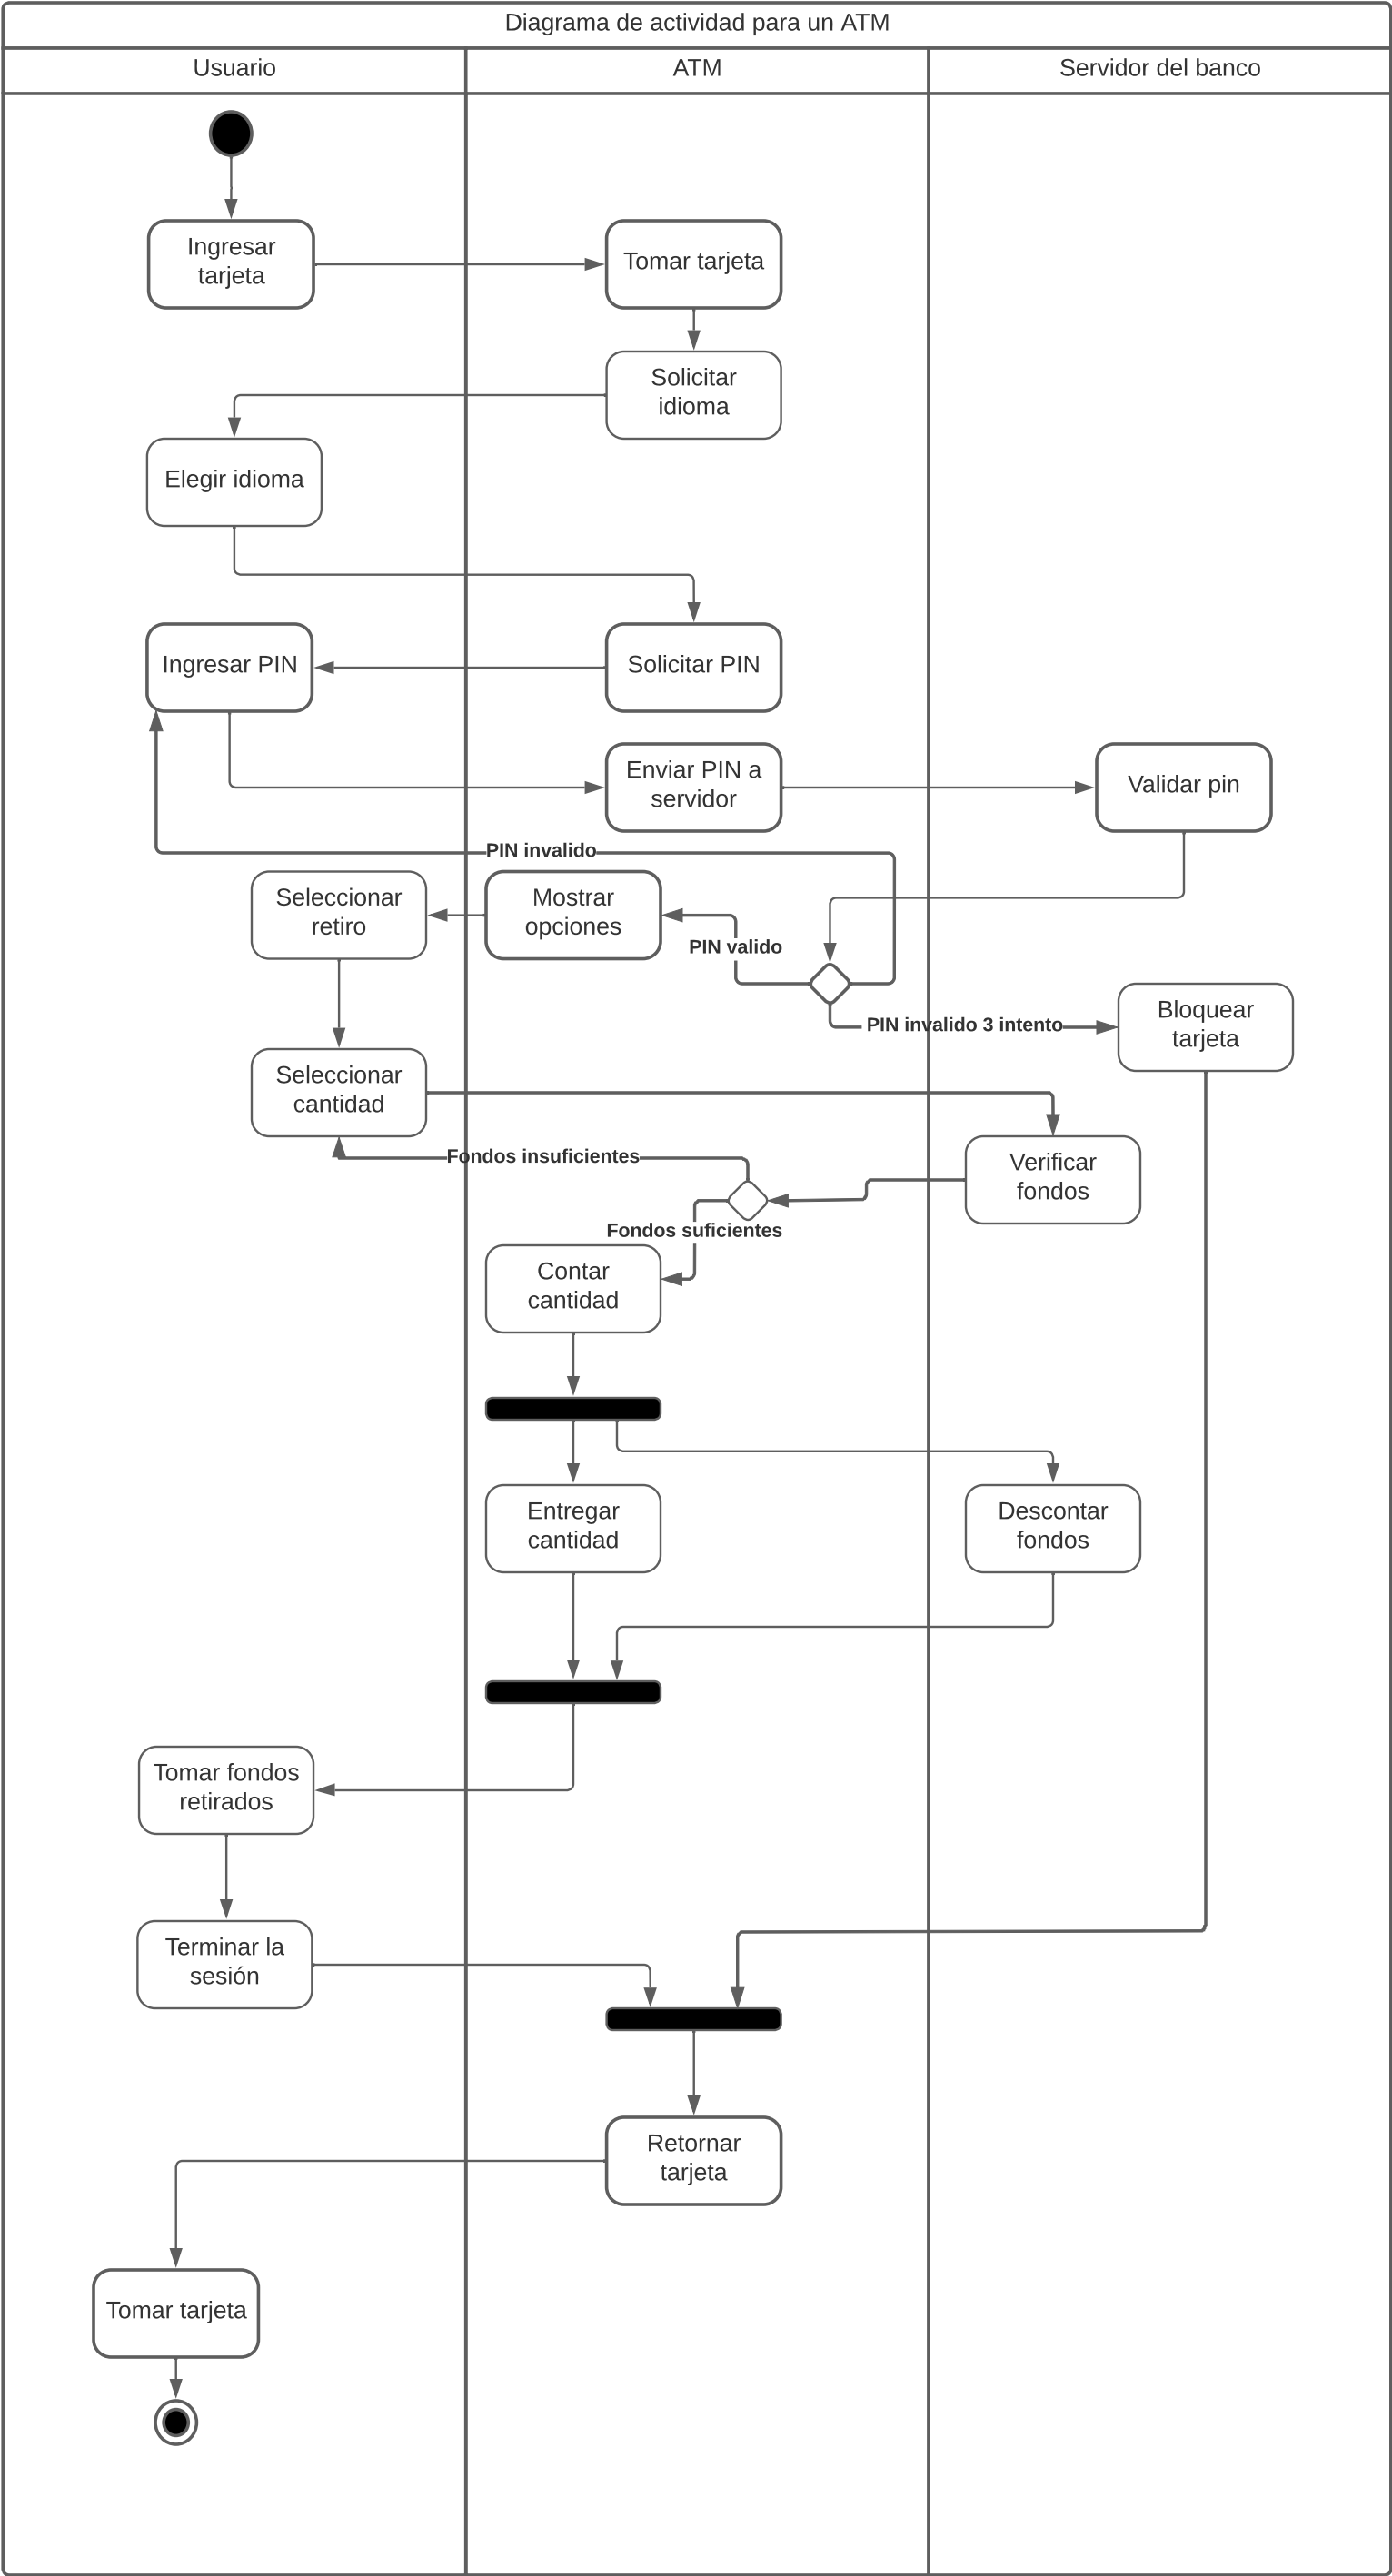 Diagrama de actividad para un ATM
Usuario
ATM
Servidor del banco
Ingresar
tarjeta
Tomar tarjeta
Solicitar
idioma
Elegir idioma
Ingresar PIN
Solicitar PIN
Enviar PIN a
servidor
Validar pin
PIN invalido
Seleccionar
retiro
Mostrar
opciones
PIN valido
PIN invalido 3 intento
Bloquear
tarjeta
Seleccionar
cantidad
Fondos insuficientes
Verificar
fondos
Fondos suficientes
Contar
cantidad
Entregar
cantidad
Descontar
fondos
Tomar fondos
retirados
Terminar la
sesión
Retornar
tarjeta
Tomar tarjeta